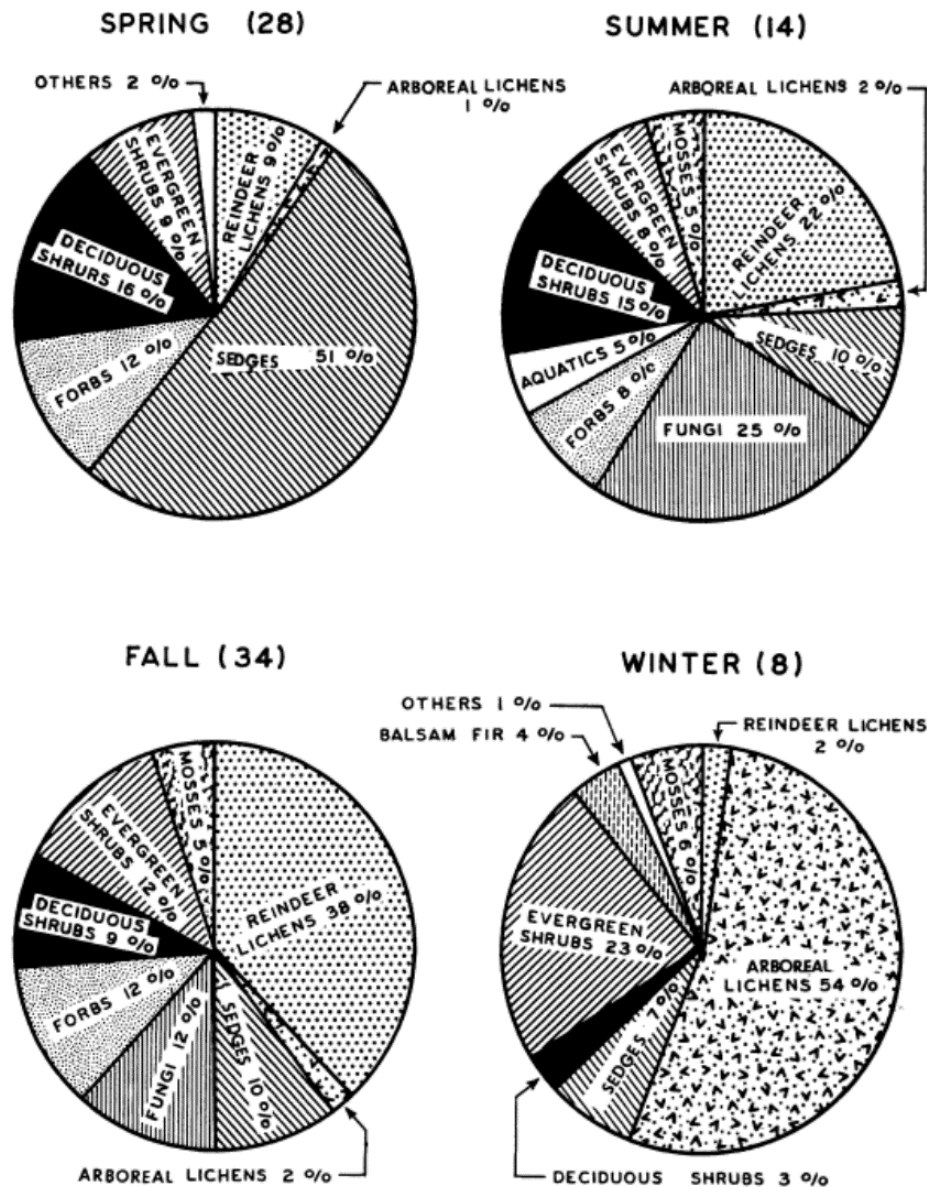 SPRING (28)
OTHERS 2 %
ARBOREAL LICHENS
1 %
REINDEER
LICHENS 9%
EVERGREEN
SHRUBS 9 %
DECIDUOUS
SHRURS 16 %
FORBS 12 %
SEDGES 51 %
SUMMER (14)
ARBOREAL LICHENS 2%
MOSSES 5 %
EVERGREEN
SHRUBS 8%
REINDEER
LICHENS 22 %
DECIDUOUS
SHRUBS 15%
AQUATICS 5%
FORBS 8 %
SEDGES 10%
FUNGI 25 %
FALL (34)
MOSSES 5%
EVERGREEN
SHRUBS 12 %
REINDEER
LICHENS 38 %
DECIDUOUS
SHRUBS 9 %
FORBS 12 %
FUNGI 12 %
SEDGES 10%
ARBOREAL LICHENS 2 %
WINTER (8)
OTHERS 1 %
BALSAM FIR 4 %
MOSSES 6 %
REINDEER LICHENS
2 %
EVERGREEN
SHRUBS 23 %
ARBOREAL
LICHENS 54 %
SEDGES 7 %
DECIDUOUS SHRUBS 3 %